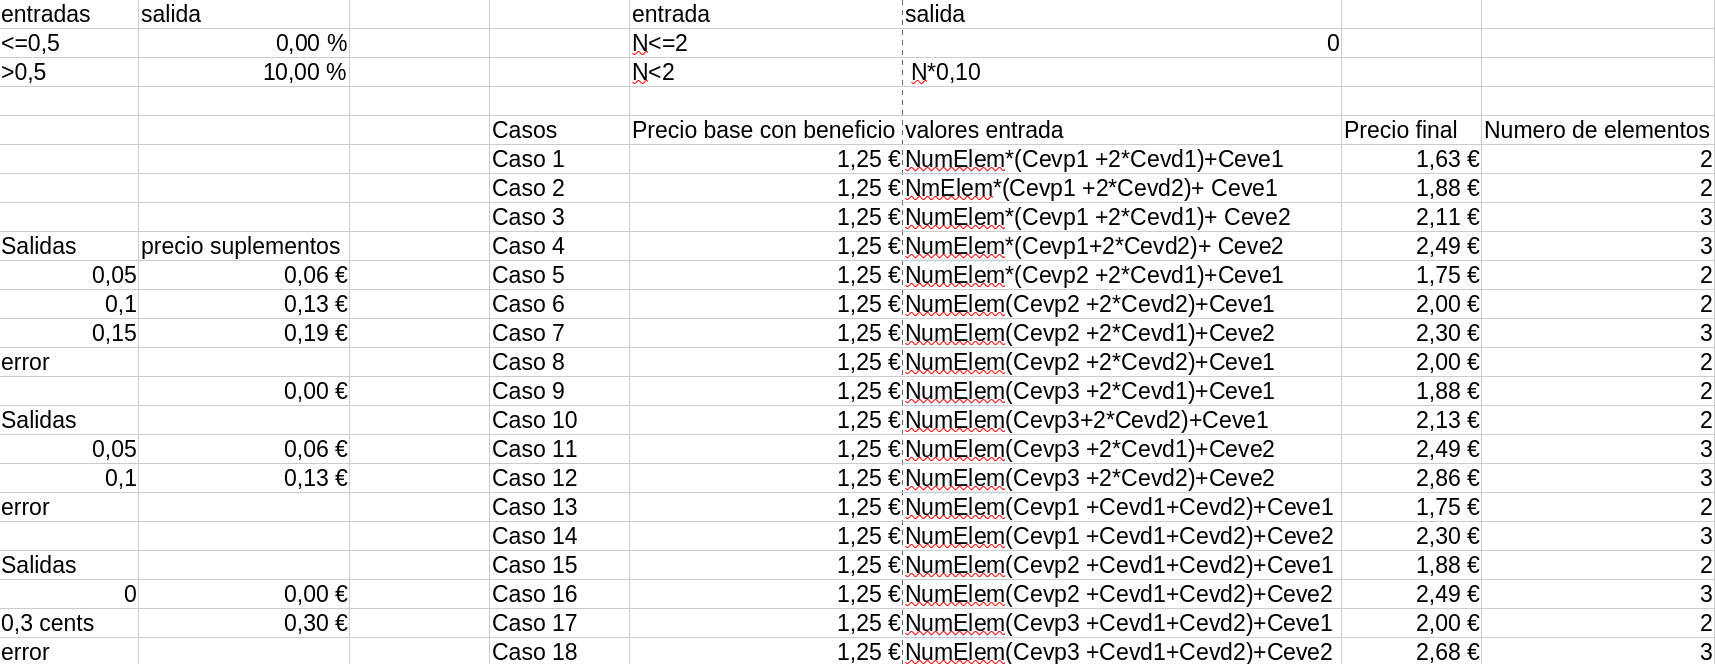 entradas salida entrada salida
<=0,5 0,00 % N<=2 0
>0,5 10,00 % N<2 N*0,10
Casos Precio base con beneficio valores entrada Precio final Numero de elementos
Caso 1 1,25 € NumElem*(Cevp1 +2*Cevd1)+Ceve1 1,63 € 2
Caso 2 1,25 € NmElem*(Cevp1 +2*Cevd2)+ Ceve1 1,88 € 2
Caso 3 1,25 € NumElem*(Cevp1 +2*Cevd1)+ Ceve2 2,11 € 3
Salidas precio suplementos Caso 4 1,25 € NumElem*(Cevp1+2*Cevd2)+ Ceve2 2,49 € 3
0,05 0,06 € Caso 5 1,25 € NumElem*(Cevp2 +2*Cevd1)+Ceve1 1,75 € 2
0,1 0,13 € Caso 6 1,25 € NumElem(Cevp2 +2*Cevd2)+Ceve1 2,00 € 2
0,15 0,19 € Caso 7 1,25 € NumElem(Cevp2 +2*Cevd1)+Ceve2 2,30 € 3
error Caso 8 1,25 € NumElem(Cevp2 +2*Cevd2)+Ceve1 2,00 € 2
0,00 € Caso 9 1,25 € NumElem(Cevp3 +2*Cevd1)+Ceve1 1,88 € 2
Salidas Caso 10 1,25 € NumElem(Cevp3+2*Cevd2)+Ceve1 2,13 € 2
0,05 0,06 € Caso 11 1,25 € NumElem(Cevp3 +2*Cevd1)+Ceve2 2,49 € 3
0,1 0,13 € Caso 12 1,25 € NumElem(Cevp3 +2*Cevd2)+Ceve2 2,86 € 3
error Caso 13 1,25 € NumElem(Cevp1 +Cevd1+Cevd2)+Ceve1 1,75 € 2
Caso 14 1,25 € NumElem(Cevp1 +Cevd1+Cevd2)+Ceve2 2,30 € 3
Salidas Caso 15 1,25 € NumElem(Cevp2 +Cevd1+Cevd2)+Ceve1 1,88 € 2
0 0,00 € Caso 16 1,25 € NumElem(Cevp2 +Cevd1+Cevd2)+Ceve2 2,49 € 3
0,3 cents 0,30 € Caso 17 1,25 € NumElem(Cevp3 +Cevd1+Cevd2)+Ceve1 2,00 € 2
error Caso 18 1,25 € NumElem(Cevp3 +Cevd1+Cevd2)+Ceve2 2,68 € 3